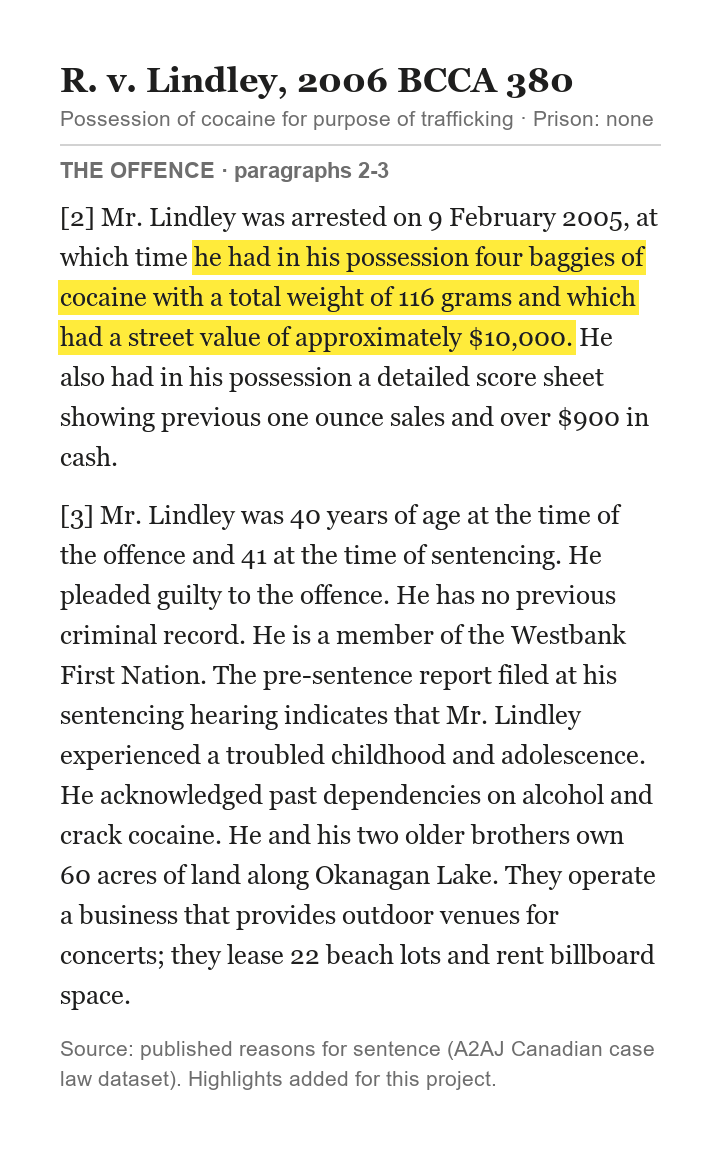 R. v. Lindley, 2006 BCCA 380
Possession of cocaine for purpose of trafficking · Prison: none
THE OFFENCE · paragraphs 2-3
[2] Mr. Lindley was arrested on 9 February 2005, at
which time he had in his possession four baggies of
cocaine with a total weight of 116 grams and which
had a street value of approximately $10,000. He
also had in his possession a detailed score sheet
showing previous one ounce sales and over $900 in
cash.
[3] Mr. Lindley was 40 years of age at the time of
the offence and 41 at the time of sentencing. He
pleaded guilty to the offence. He has no previous
criminal record. He is a member of the Westbank
First Nation. The pre-sentence report filed at his
sentencing hearing indicates that Mr. Lindley
experienced a troubled childhood and adolescence.
He acknowledged past dependencies on alcohol and
crack cocaine. He and his two older brothers own
60 acres of land along Okanagan Lake. They operate
a business that provides outdoor venues for
concerts; they lease 22 beach lots and rent billboard
space.
Source: published reasons for sentence (A2AJ Canadian case
law dataset). Highlights added for this project.